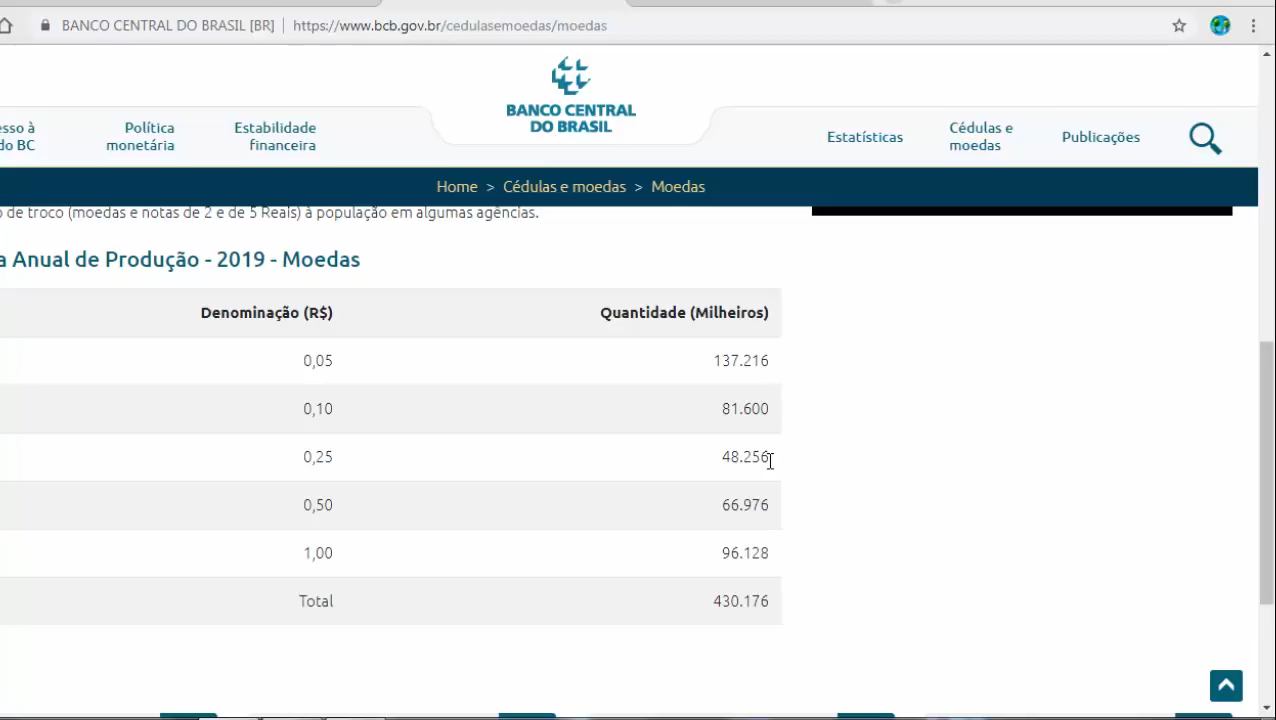 BANCO CENTRAL DO BRASIL [BR] https://www.bcb.gov.br/cedulasemoedas/moedas
BANCO CENTRAL
DO BRASIL
esso à
do BC
Política
monetária
Estabilidade
financeira
Estatísticas
Cédulas e
moedas
Publicações
Home > Cédulas e moedas > Moedas
o de troco (moedas e notas de 2 e de 5 Reais) à população em algumas agências.
a Anual de Produção - 2019 - Moedas
Denominação (R$) Quantidade (Milheiros)
0,05 137.216
0,10 81.600
0,25 48.256
0,50 66.976
1,00 96.128
Total 430.176